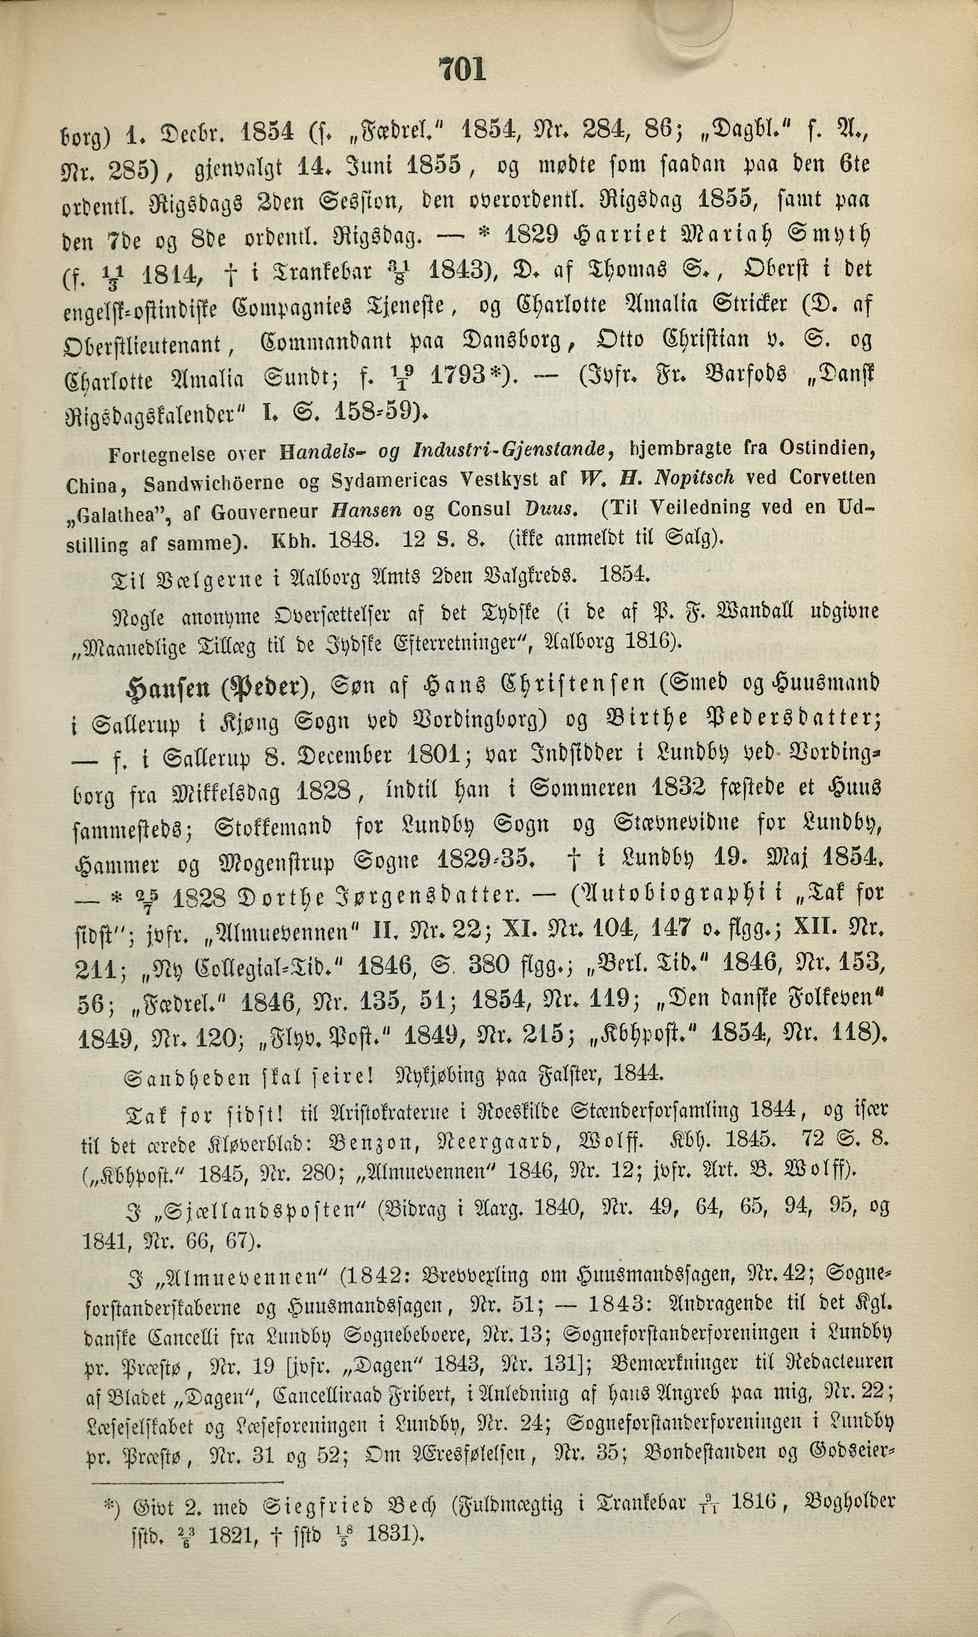 701
borg) 1. Decbr. 1854 (s. „Fædrel." 1854, Nr. 284, 86; „Dagbl." s. A.,
Nr. 285), gjenvalgt 14. Juni 1855, og mødte som saadan paa den 6te
ordentl. Rigsdags 2den Session, den overordentl. Rigsdag 1855, samt paa
den 7de og 8de ordentl. Rigsdag. — * 1829 Harriet Mariah Smyth
(f. 11/3 1814, † i Trankebar 31/8 1843), D. af Thomas S., Oberst i det
engelsk-ostindiske Compagnies Tjeneste, og Charlotte Amalia Stricker (D. af
Oberstlieutenant, Commandant paa Dansborg, Otto Christian v. S. og
Charlotte Amalia Sundt; f. 19/1 1793*). — (Jvfr. Fr. Barfods „Dansk
Rigsdagskalender" I. S. 158-59).
Fortegnelse over Handels- og Industri-Gjenstande, hjembragte fra Ostindien,
China, Sandwichöerne og Sydamericas Vestkyst af W. H. Nopitsch ved Corvetten
„Galathea", af Gouverneur Hansen og Consul Duus. (Til Veiledning ved en Ud-
stilling af samme). Kbh. 1848. 12 S. 8. (ikke anmeldt til Salg).
Til Vælgerne i Aalborg Amts 2den Valgkreds. 1854.
Nogle anonyme Oversættelser af det Tydske (i de af P. F. Wandall udgivne
„Maanedlige Tillæg til de Jydske Efterretninger", Aalborg 1816).
Hansen (Peder), Søn af Hans Christensen (Smed og Huusmand
i Sallerup i Kjøng Sogn ved Vordingborg) og Birthe Pedersdatter;
— f. i Sallerup 8. December 1801; var Indsidder i Lundby ved Vording-
borg fra Mikkelsdag 1828, indtil han i Sommeren 1832 fæstede et Huus
sammesteds; Stokkemand for Lundby Sogn og Stævnevidne for Lundby,
Hammer og Mogenstrup Sogne 1829-35. † i Lundby 19. Maj 1854.
— * 25/7 1828 Dorthe Jørgensdatter. — (Autobiographi i „Tak for
sidst"; jvfr. „Almuevennen" II. Nr. 22; XI. Nr. 104, 147 o. flgg.; XII. Nr.
211; „Ny Collegial-Tid." 1846, S. 380 flgg.; „Berl. Tid." 1846, Nr. 153,
56; „Fædrel." 1846, Nr. 135, 51; 1854, Nr. 119; „Den danske Folkeven"
1849, Nr. 120; „Flyv. Post." 1849, Nr. 215; „Kbhpost." 1854, Nr. 118).
Sandheden skal seire! Nykjøbing paa Falster, 1844.
Tak for sidst! til Aristokraterne i Roeskilde Stænderforsamling 1844, og især
til det ærede Kløverblad: Benzon, Neergaard, Wolff. Kbh. 1845. 72 S. 8.
(„Kbhpost." 1845, Nr. 280; „Almuevennen" 1846, Nr. 12; jvfr. Art. B. Wolff).
I „Sjællandsposten" (Bidrag i Aarg. 1840, Nr. 49, 64, 65, 94, 95, og
1841, Nr. 66, 67).
I „Almuevennen" (1842: Brevvexling om Huusmandssagen, Nr. 42; Sogne-
forstanderskaberne og Huusmandssagen, Nr. 51; — 1843: Andragende til det Kgl.
danske Cancelli fra Lundby Sognebeboere, Nr. 13; Sogneforstanderforeningen i Lundby
pr. Præstø, Nr. 19 [jvfr. „Dagen" 1843, Nr. 131]; Bemærkninger til Redacteuren
af Bladet „Dagen", Cancelliraad Fribert, i Anledning af hans Angreb paa mig, Nr. 22;
Læseselskabet og Læseforeningen i Lundby, Nr. 24; Sogneforstanderforeningen i Lundby
pr. Præstø, Nr. 31 og 52; Om Æresfølelsen, Nr. 35; Bondestanden og Godseier-
*) Givt 2. med Siegfried Bech (Fuldmægtig i Trankebar 9/11 1816, Bogholder
sstd. 23/6 1821, † sstd 18/5 1831).